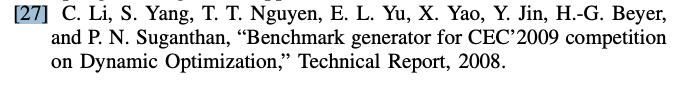 [27] C. Li, S. Yang, T. T. Nguyen, E. L. Yu, X. Yao, Y. Jin, H.-G. Beyer,
and P. N. Suganthan, “Benchmark generator for CEC’2009 competition
on Dynamic Optimization,” Technical Report, 2008.